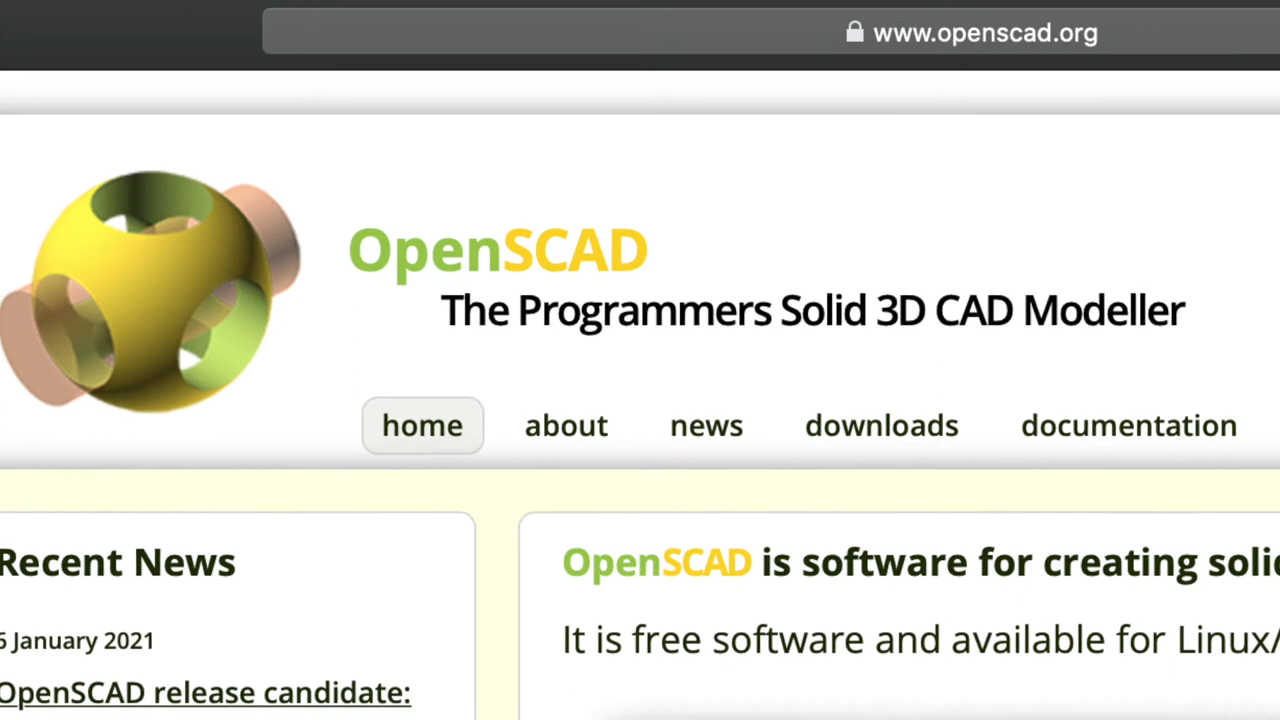 www.openscad.org
OpenSCAD
The Programmers Solid 3D CAD Modeller
home about news downloads documentation
Recent News
6 January 2021
OpenSCAD release candidate:
OpenSCAD is software for creating
It is free software and available for Linux/